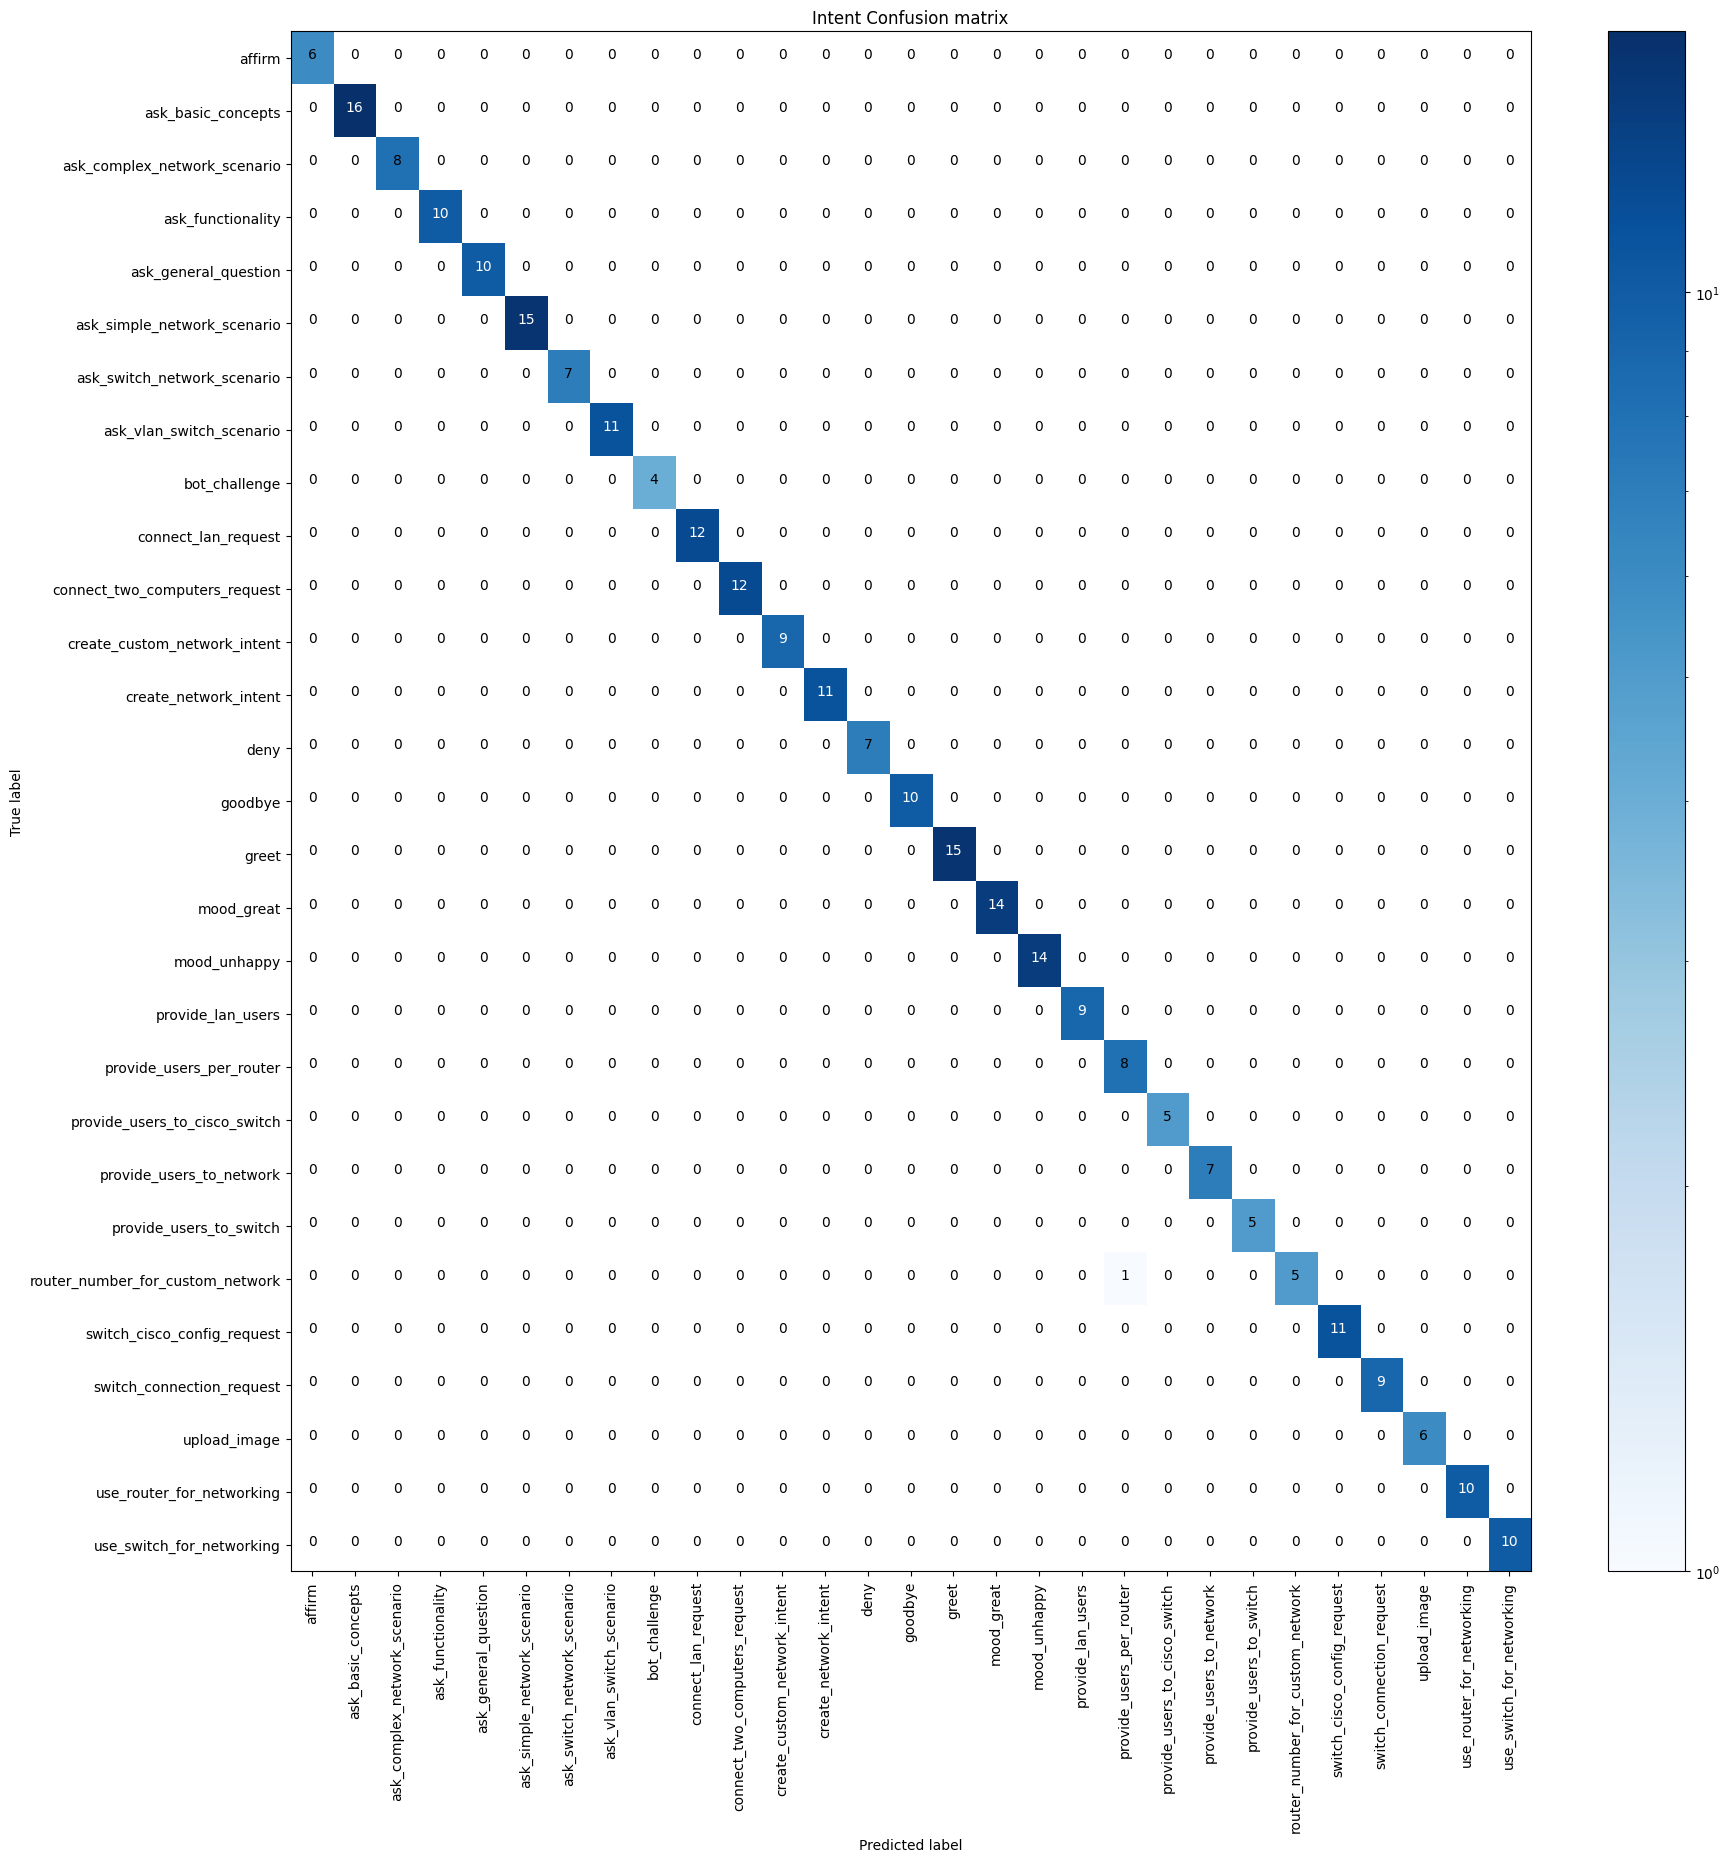 Intent Confusion matrix
affirm 6 0 0 0 0 0 0 0 0 0 0 0 0 0 0 0 0 0 0 0 0 0 0 0 0 0 0 0 0
ask_basic_concepts 0 16 0 0 0 0 0 0 0 0 0 0 0 0 0 0 0 0 0 0 0 0 0 0 0 0 0 0 0
ask_complex_network_scenario 0 0 8 0 0 0 0 0 0 0 0 0 0 0 0 0 0 0 0 0 0 0 0 0 0 0 0 0 0
ask_functionality 0 0 0 10 0 0 0 0 0 0 0 0 0 0 0 0 0 0 0 0 0 0 0 0 0 0 0 0 0
ask_general_question 0 0 0 0 10 0 0 0 0 0 0 0 0 0 0 0 0 0 0 0 0 0 0 0 0 0 0 0 0
ask_simple_network_scenario 0 0 0 0 0 15 0 0 0 0 0 0 0 0 0 0 0 0 0 0 0 0 0 0 0 0 0 0 0
ask_switch_network_scenario 0 0 0 0 0 0 7 0 0 0 0 0 0 0 0 0 0 0 0 0 0 0 0 0 0 0 0 0 0
ask_vlan_switch_scenario 0 0 0 0 0 0 0 11 0 0 0 0 0 0 0 0 0 0 0 0 0 0 0 0 0 0 0 0 0
bot_challenge 0 0 0 0 0 0 0 0 4 0 0 0 0 0 0 0 0 0 0 0 0 0 0 0 0 0 0 0 0
connect_lan_request 0 0 0 0 0 0 0 0 0 12 0 0 0 0 0 0 0 0 0 0 0 0 0 0 0 0 0 0 0
connect_two_computers_request 0 0 0 0 0 0 0 0 0 0 12 0 0 0 0 0 0 0 0 0 0 0 0 0 0 0 0 0 0
create_custom_network_intent 0 0 0 0 0 0 0 0 0 0 0 9 0 0 0 0 0 0 0 0 0 0 0 0 0 0 0 0 0
create_network_intent 0 0 0 0 0 0 0 0 0 0 0 0 11 0 0 0 0 0 0 0 0 0 0 0 0 0 0 0 0
deny 0 0 0 0 0 0 0 0 0 0 0 0 0 7 0 0 0 0 0 0 0 0 0 0 0 0 0 0 0
goodbye 0 0 0 0 0 0 0 0 0 0 0 0 0 0 10 0 0 0 0 0 0 0 0 0 0 0 0 0 0
greet 0 0 0 0 0 0 0 0 0 0 0 0 0 0 0 15 0 0 0 0 0 0 0 0 0 0 0 0 0
mood_great 0 0 0 0 0 0 0 0 0 0 0 0 0 0 0 0 14 0 0 0 0 0 0 0 0 0 0 0 0
mood_unhappy 0 0 0 0 0 0 0 0 0 0 0 0 0 0 0 0 0 14 0 0 0 0 0 0 0 0 0 0 0
provide_lan_users 0 0 0 0 0 0 0 0 0 0 0 0 0 0 0 0 0 0 9 0 0 0 0 0 0 0 0 0 0
provide_users_per_router 0 0 0 0 0 0 0 0 0 0 0 0 0 0 0 0 0 0 0 8 0 0 0 0 0 0 0 0 0
provide_users_to_cisco_switch 0 0 0 0 0 0 0 0 0 0 0 0 0 0 0 0 0 0 0 0 5 0 0 0 0 0 0 0 0
provide_users_to_network 0 0 0 0 0 0 0 0 0 0 0 0 0 0 0 0 0 0 0 0 0 7 0 0 0 0 0 0 0
provide_users_to_switch 0 0 0 0 0 0 0 0 0 0 0 0 0 0 0 0 0 0 0 0 0 0 5 0 0 0 0 0 0
router_number_for_custom_network 0 0 0 0 0 0 0 0 0 0 0 0 0 0 0 0 0 0 0 1 0 0 0 5 0 0 0 0 0
switch_cisco_config_request 0 0 0 0 0 0 0 0 0 0 0 0 0 0 0 0 0 0 0 0 0 0 0 0 11 0 0 0 0
switch_connection_request 0 0 0 0 0 0 0 0 0 0 0 0 0 0 0 0 0 0 0 0 0 0 0 0 0 9 0 0 0
upload_image 0 0 0 0 0 0 0 0 0 0 0 0 0 0 0 0 0 0 0 0 0 0 0 0 0 0 6 0 0
use_router_for_networking 0 0 0 0 0 0 0 0 0 0 0 0 0 0 0 0 0 0 0 0 0 0 0 0 0 0 0 10 0
use_switch_for_networking 0 0 0 0 0 0 0 0 0 0 0 0 0 0 0 0 0 0 0 0 0 0 0 0 0 0 0 0 10
True label
affirm
ask_basic_concepts
ask_complex_network_scenario
ask_functionality
ask_general_question
ask_simple_network_scenario
ask_switch_network_scenario
ask_vlan_switch_scenario
bot_challenge
connect_lan_request
connect_two_computers_request
create_custom_network_intent
create_network_intent
deny
goodbye
greet
mood_great
mood_unhappy
provide_lan_users
provide_users_per_router
provide_users_to_cisco_switch
provide_users_to_network
provide_users_to_switch
router_number_for_custom_network
switch_cisco_config_request
switch_connection_request
upload_image
use_router_for_networking
use_switch_for_networking
Predicted label
10¹
10⁰